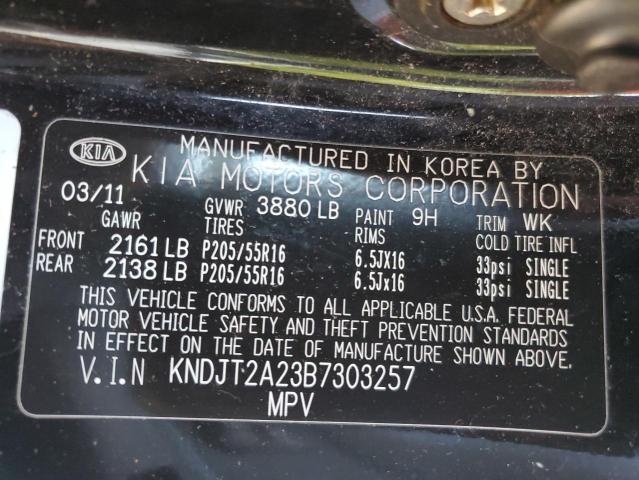 KIA MANUFACTURED IN KOREA BY
KIA MOTORS CORPORATION
03/11 GVWR 3880 LB PAINT 9H TRIM WK
GAWR TIRES RIMS COLD TIRE INFL
FRONT 2161 LB P205/55R16 6.5JX16 33psi SINGLE
REAR 2138 LB P205/55R16 6.5Jx16 33psi SINGLE
THIS VEHICLE CONFORMS TO ALL APPLICABLE U.S.A. FEDERAL
MOTOR VEHICLE SAFETY AND THEFT PREVENTION STANDARDS
IN EFFECT ON THE DATE OF MANUFACTURE SHOWN ABOVE.
V.I.N KNDJT2A23B7303257
MPV